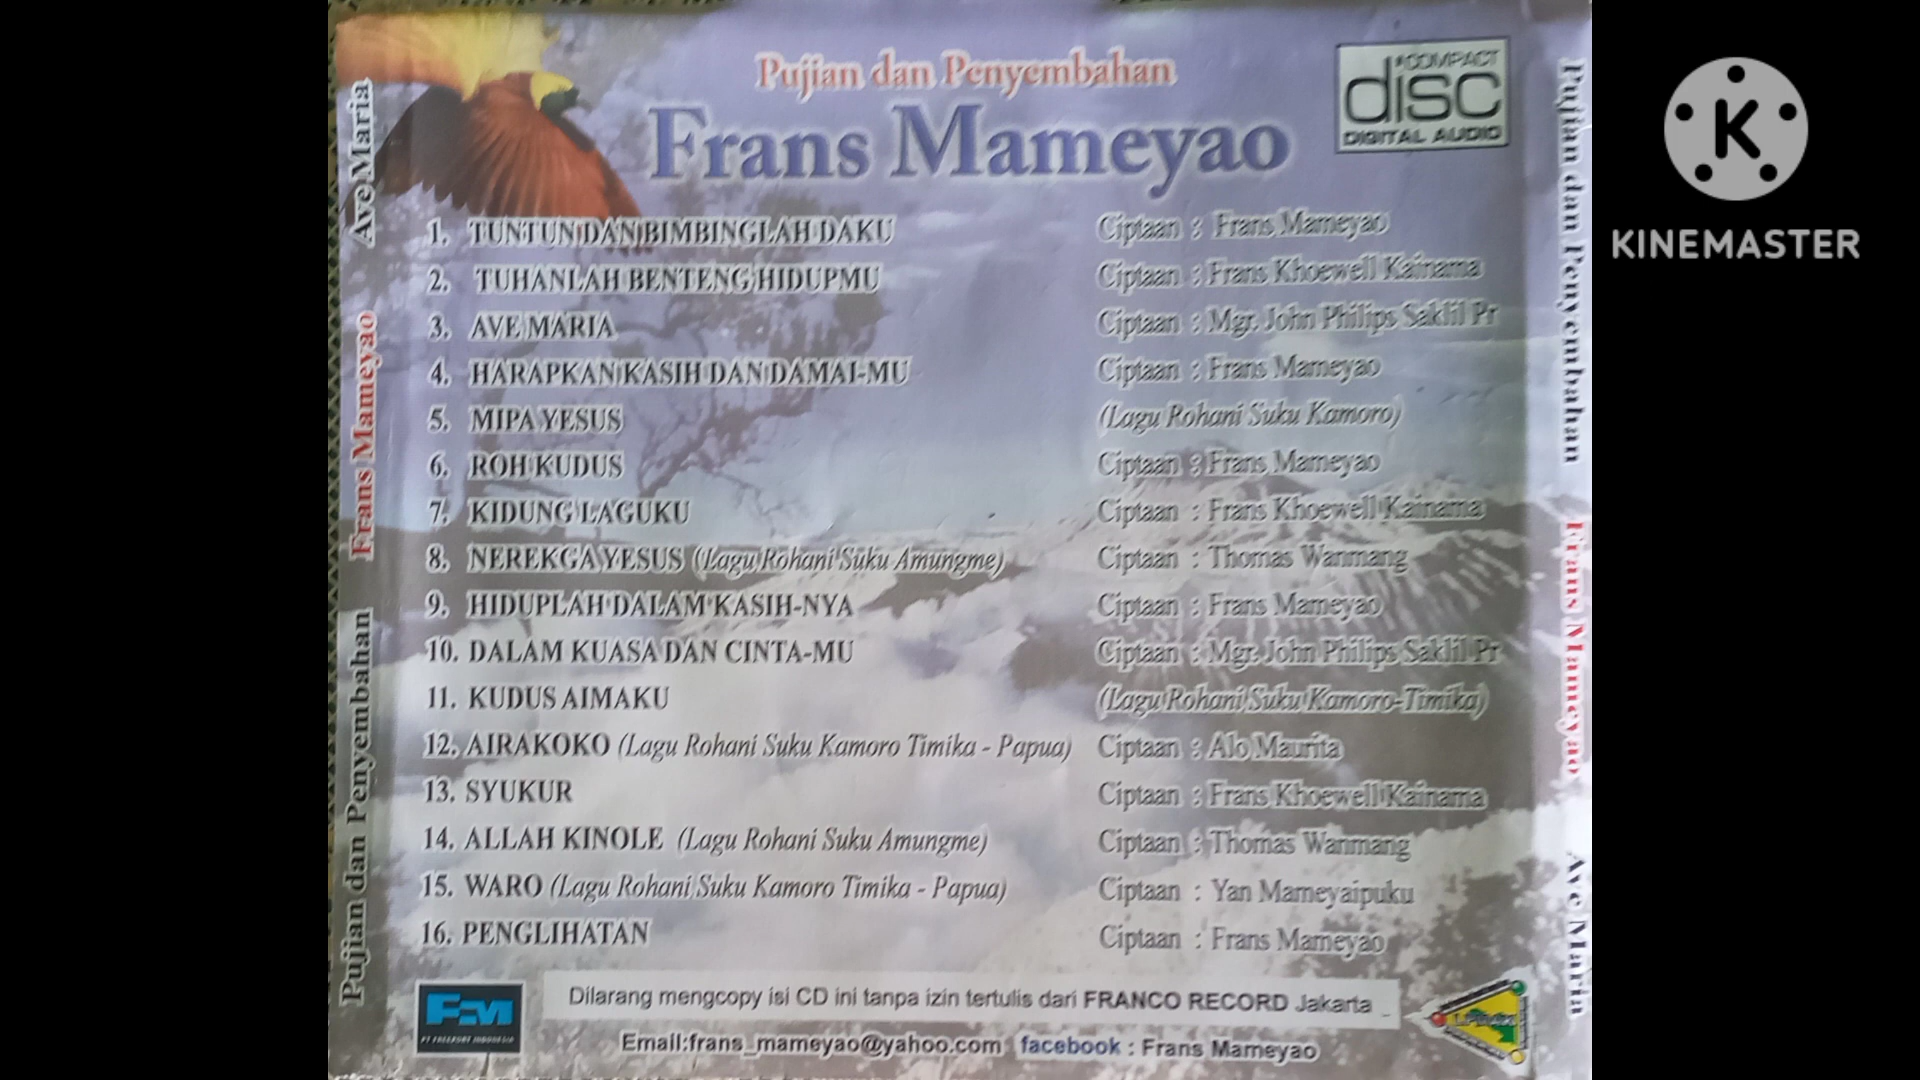 Pujian dan Penyembahan
Frans Mameyao
COMPACT
disc
DIGITAL AUDIO
1. TUNTUN DAN BIMBINGLAH DAKU Ciptaan : Frans Mameyao
2. TUHANLAH BENTENG HIDUPMU Ciptaan : Frans Khoewell Kainama
3. AVE MARIA Ciptaan : Mgr. John Philips Saklil Pr
4. HARAPKAN KASIH DAN DAMAI-MU Ciptaan : Frans Mameyao
5. MIPA YESUS (Lagu Rohani Suku Kamoro)
6. ROH KUDUS Ciptaan : Frans Mameyao
7. KIDUNG LAGUKU Ciptaan : Frans Khoewell Kainama
8. NEREKGA YESUS (Lagu Rohani Suku Amungme) Ciptaan : Thomas Wanmang
9. HIDUPLAH DALAM KASIH-NYA Ciptaan : Frans Mameyao
10. DALAM KUASA DAN CINTA-MU Ciptaan : Mgr. John Philips Saklil Pr
11. KUDUS AIMAKU (Lagu Rohani Suku Kamoro-Timika)
12. AIRAKOKO (Lagu Rohani Suku Kamoro Timika - Papua) Ciptaan : Alo Maurita
13. SYUKUR Ciptaan : Frans Khoewell Kainama
14. ALLAH KINOLE (Lagu Rohani Suku Amungme) Ciptaan : Thomas Wanmang
15. WARO (Lagu Rohani Suku Kamoro Timika - Papua) Ciptaan : Yan Mameyaipuku
16. PENGLIHATAN Ciptaan : Frans Mameyao
Dilarang mengcopy isi CD ini tanpa izin tertulis dari FRANCO RECORD Jakarta
Email:frans_mameyao@yahoo.com facebook : Frans Mameyao
PT FREEPORT INDONESIA
Pujian dan Penyembahan Frans Mameyao Ave Maria
Pujian dan Penyembahan Frans Mameyao Ave Maria
K
KINEMASTER